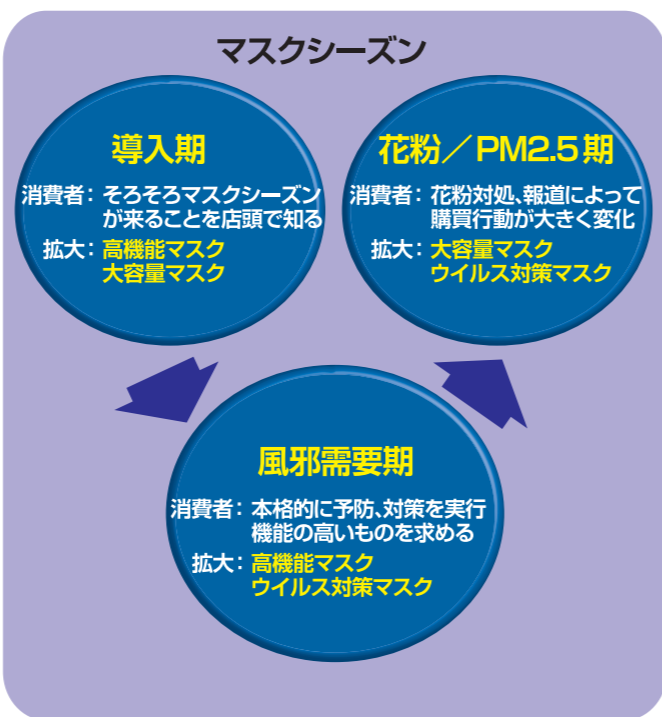 マスクシーズン
導入期
消費者：そろそろマスクシーズン
が来ることを店頭で知る
拡大：高機能マスク
大容量マスク
花粉／PM2.5期
消費者：花粉対処、報道によって
購買行動が大きく変化
拡大：大容量マスク
ウイルス対策マスク
風邪需要期
消費者：本格的に予防、対策を実行
機能の高いものを求める
拡大：高機能マスク
ウイルス対策マスク